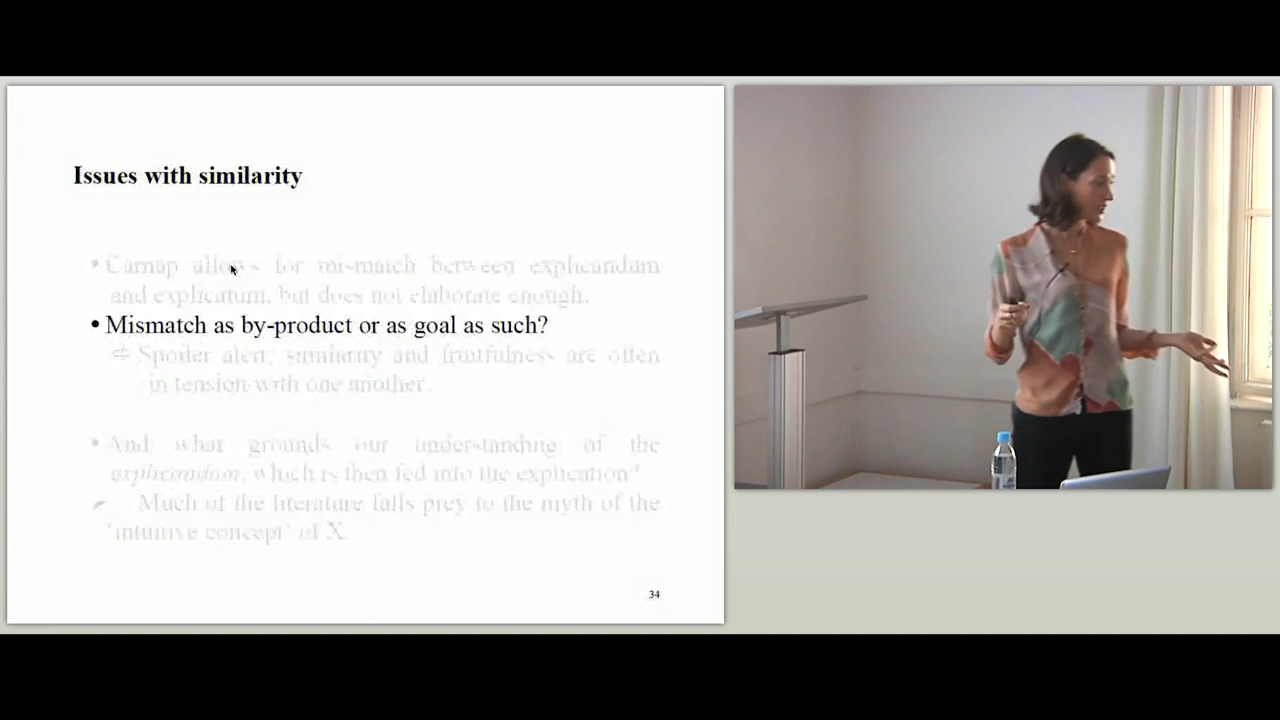 Issues with similarity
• Carnap allows for mismatch between explicandum
and explicatum, but does not elaborate enough.
• Mismatch as by-product or as goal as such?
⇨ Spoiler alert: similarity and fruitfulness are often
in tension with one another.
• And what grounds our understanding of the
explicandum, which is then fed into the explication
Much of the literature falls prey to the myth of the
'intuitive concept' of X.
34